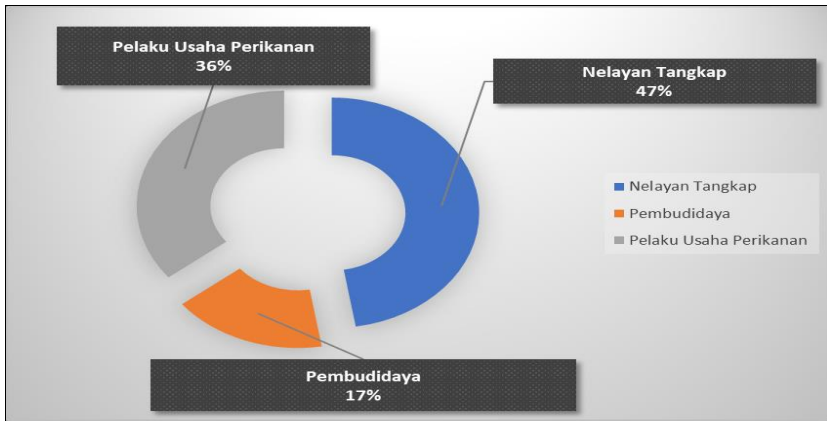 Pelaku Usaha Perikanan
36%
Nelayan Tangkap
47%
Nelayan Tangkap
Pembudidaya
Pelaku Usaha Perikanan
Pembudidaya
17%